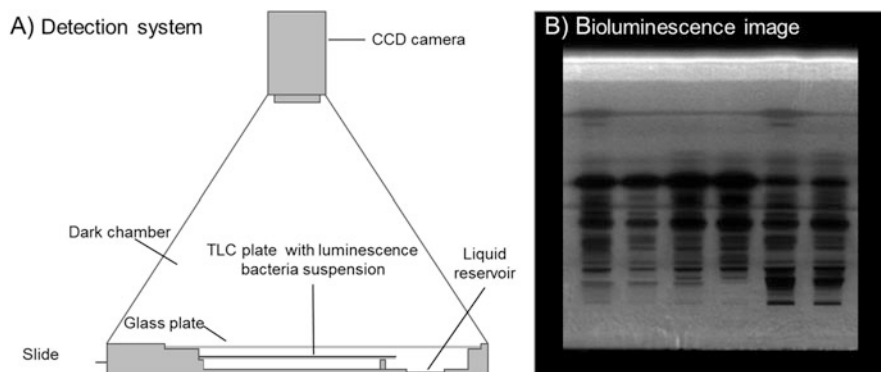 A) Detection system
CCD camera
Dark chamber
TLC plate with luminescence
bacteria suspension
Liquid
reservoir
Glass plate
Slide
B) Bioluminescence image